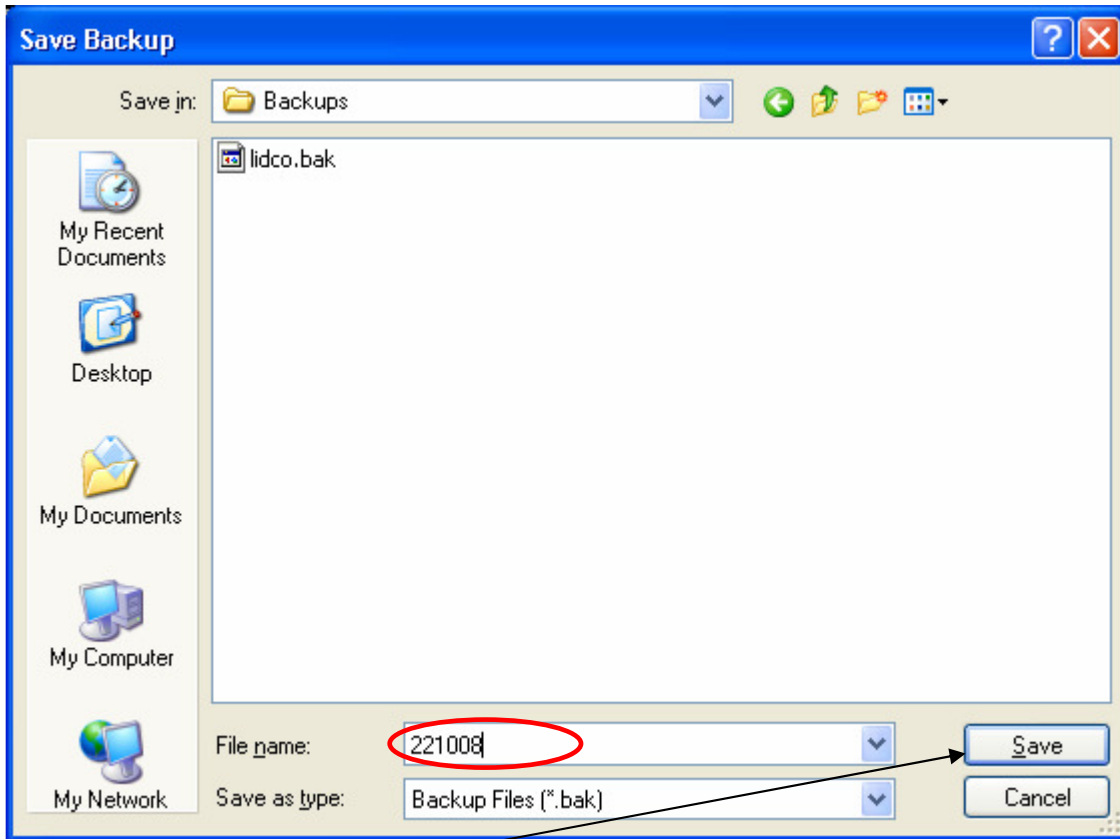 Save Backup
Save in:
Backups
lidco.bak
My Recent
Documents
Desktop
My Documents
My Computer
My Network
File name:
221008
Save
Save as type:
Backup Files (*.bak)
Cancel